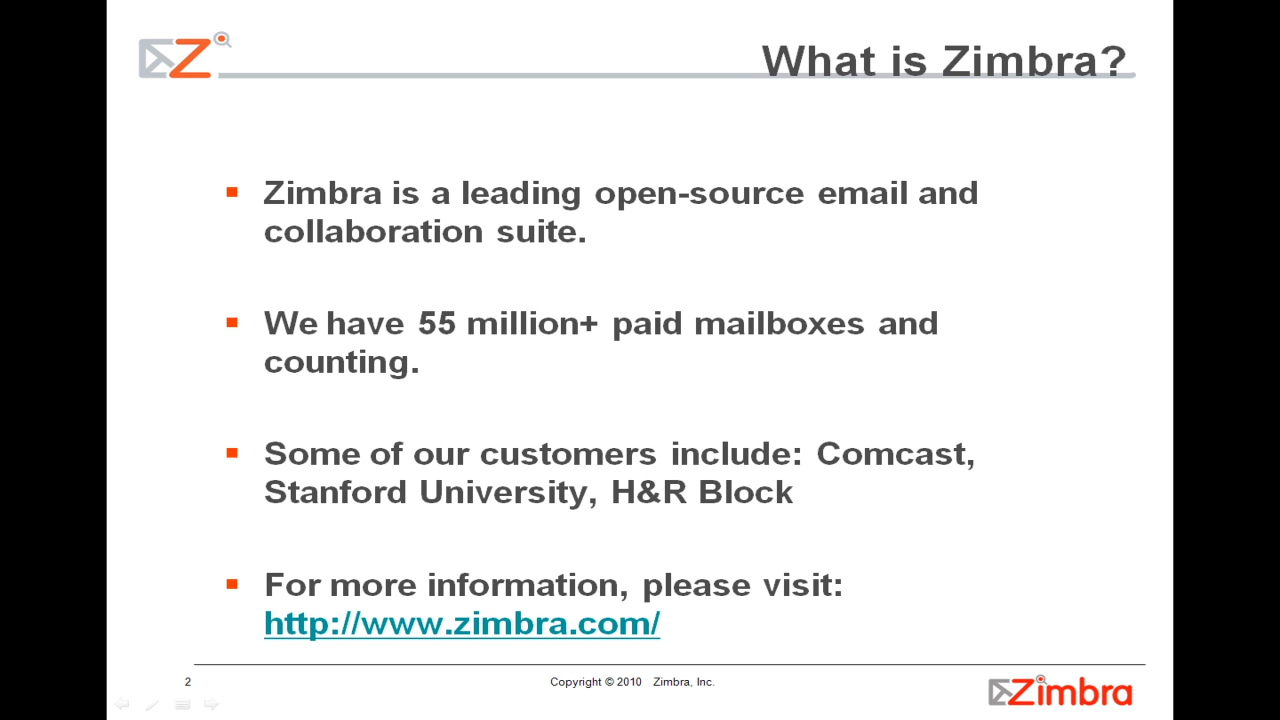 What is Zimbra?
Zimbra is a leading open-source email and
collaboration suite.
We have 55 million+ paid mailboxes and
counting.
Some of our customers include: Comcast,
Stanford University, H&R Block
For more information, please visit:
http://www.zimbra.com/
2
Copyright © 2010 Zimbra, Inc.
Zimbra